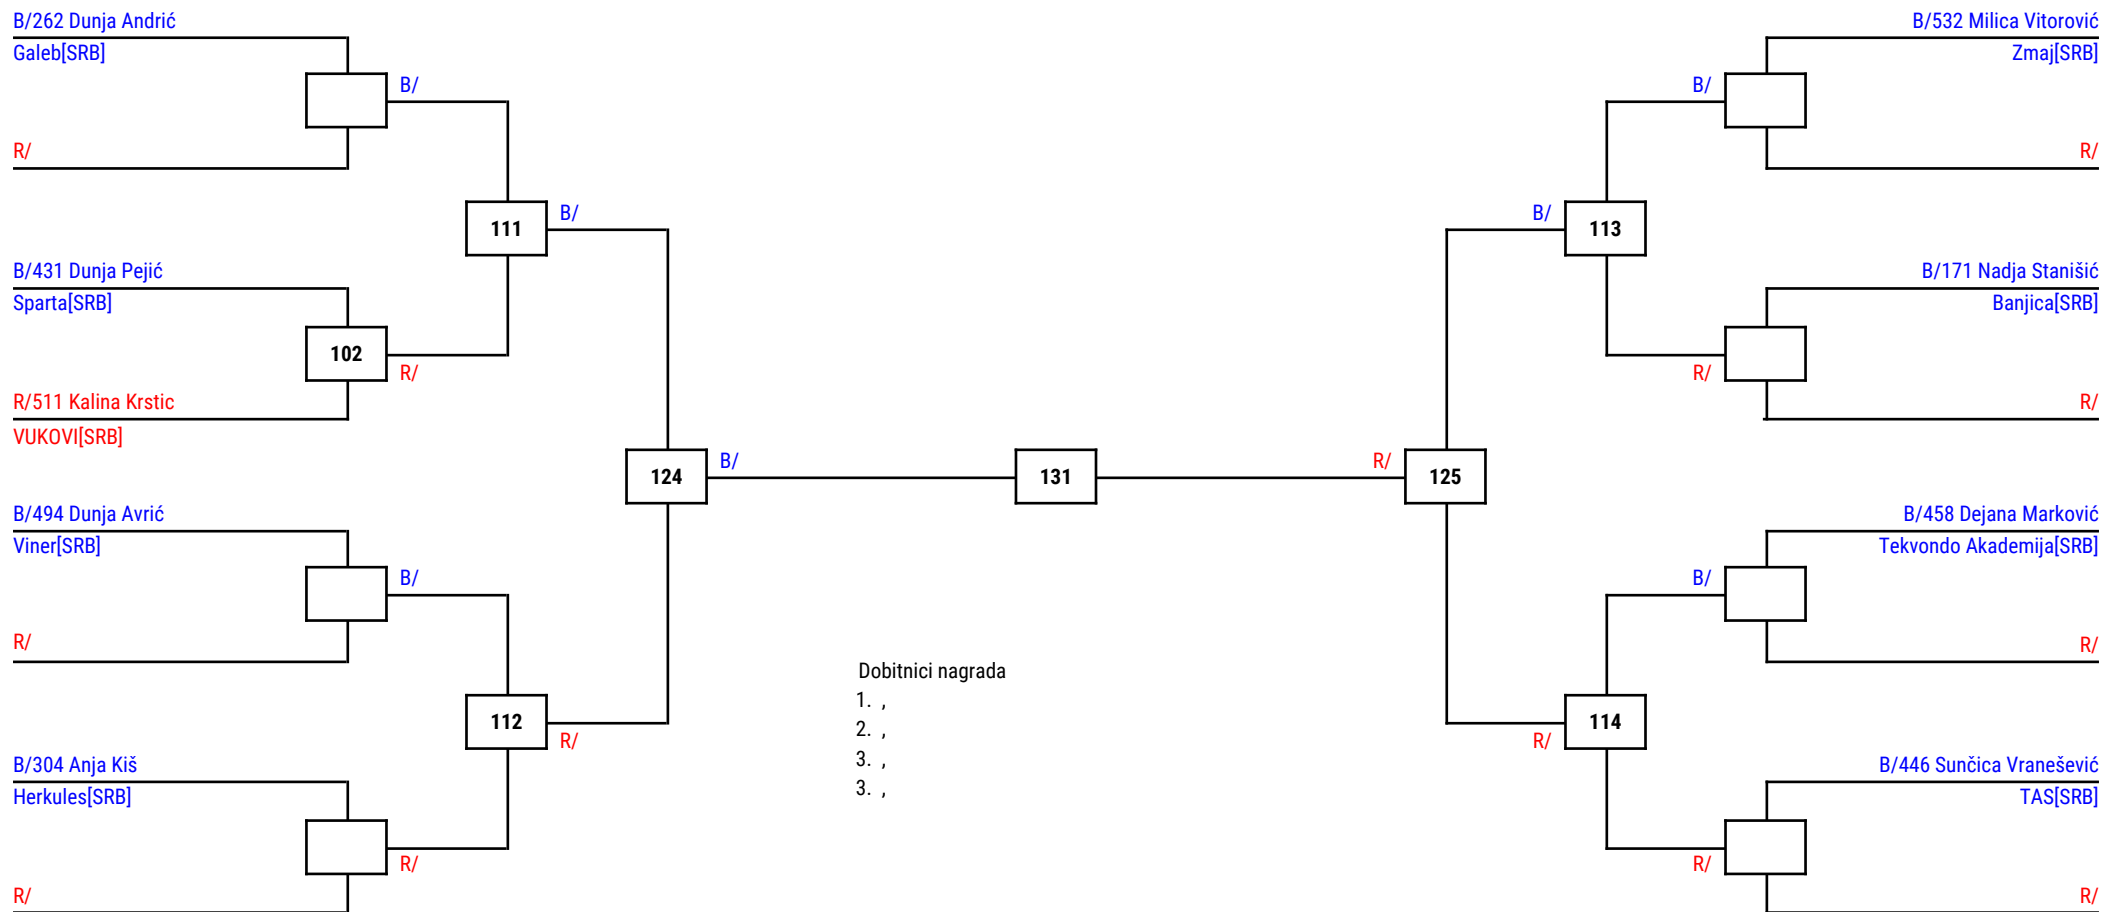 B/262 Dunja Andrić
Galeb[SRB]
B/
R/
111
B/
B/431 Dunja Pejić
Sparta[SRB]
102
R/
R/511 Kalina Krstic
VUKOVI[SRB]
124
B/
B/494 Dunja Avrić
Viner[SRB]
B/
R/
112
R/
B/304 Anja Kiš
Herkules[SRB]
R/
R/
131
Dobitnici nagrada
1. ,
2. ,
3. ,
3. ,
B/532 Milica Vitorović
Zmaj[SRB]
B/
R/
B/
113
B/171 Nadja Stanišić
Banjica[SRB]
R/
R/
R/
125
B/458 Dejana Marković
Tekvondo Akademija[SRB]
B/
R/
R/
114
B/446 Sunčica Vranešević
TAS[SRB]
R/
R/